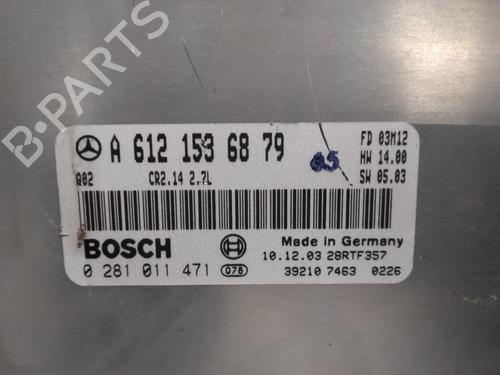 B-PARTS
A 612 153 68 79
65
FD 03M12
HW 14.00
SW 05.03
Q02
CR2.14 2.7L
BOSCH
Made in Germany
10.12.03 28RTF357
0 281 011 471 078
39210 7463 0226